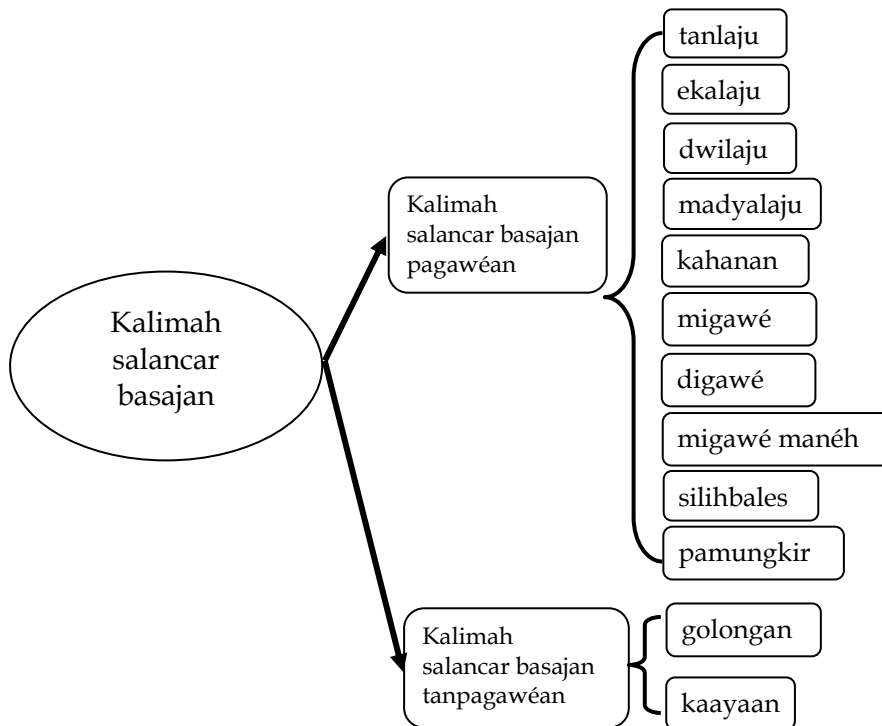 Kalimah
salancar
basajan
Kalimah
salancar basajan
pagawéan
tanlaju
ekalaju
dwilaju
madyalaju
kahanan
migawé
digawé
migawé manéh
silihbales
pamungkir
Kalimah
salancar basajan
tanpagawéan
golongan
kaayaan